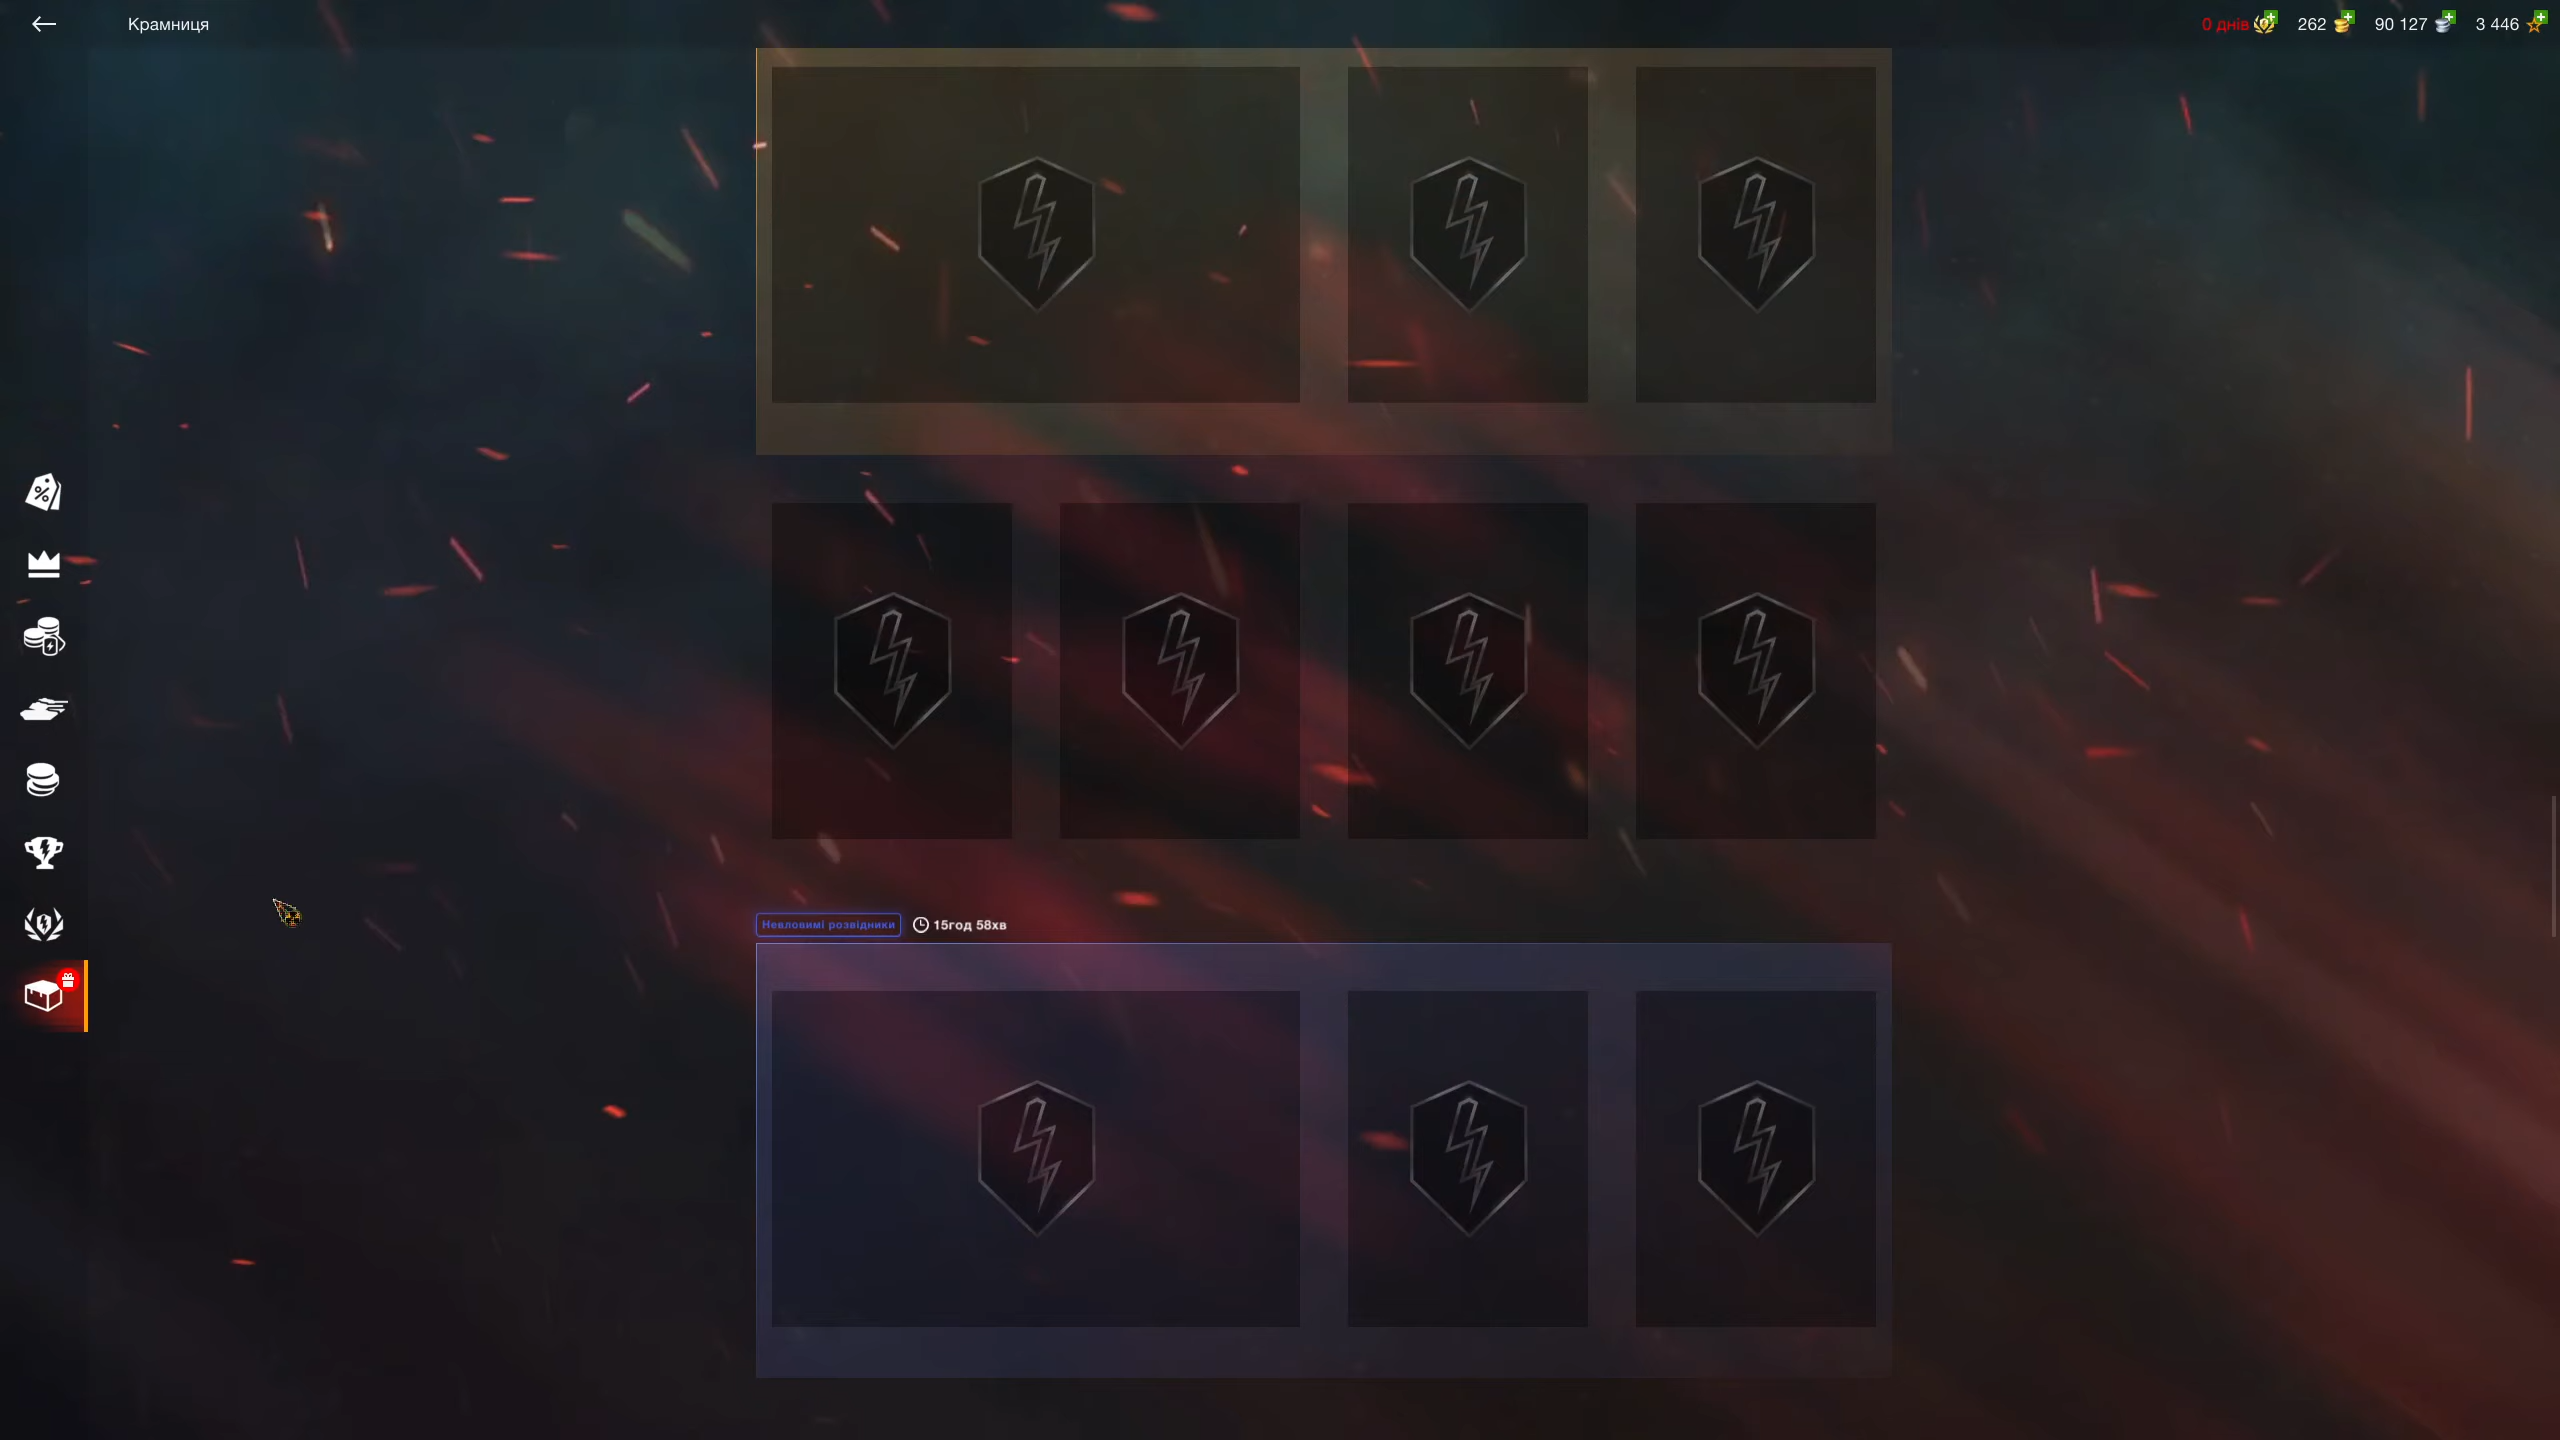 Крамниця
0 днів 262 90 127 3 446
Невловимі розвідники 15год 58хв